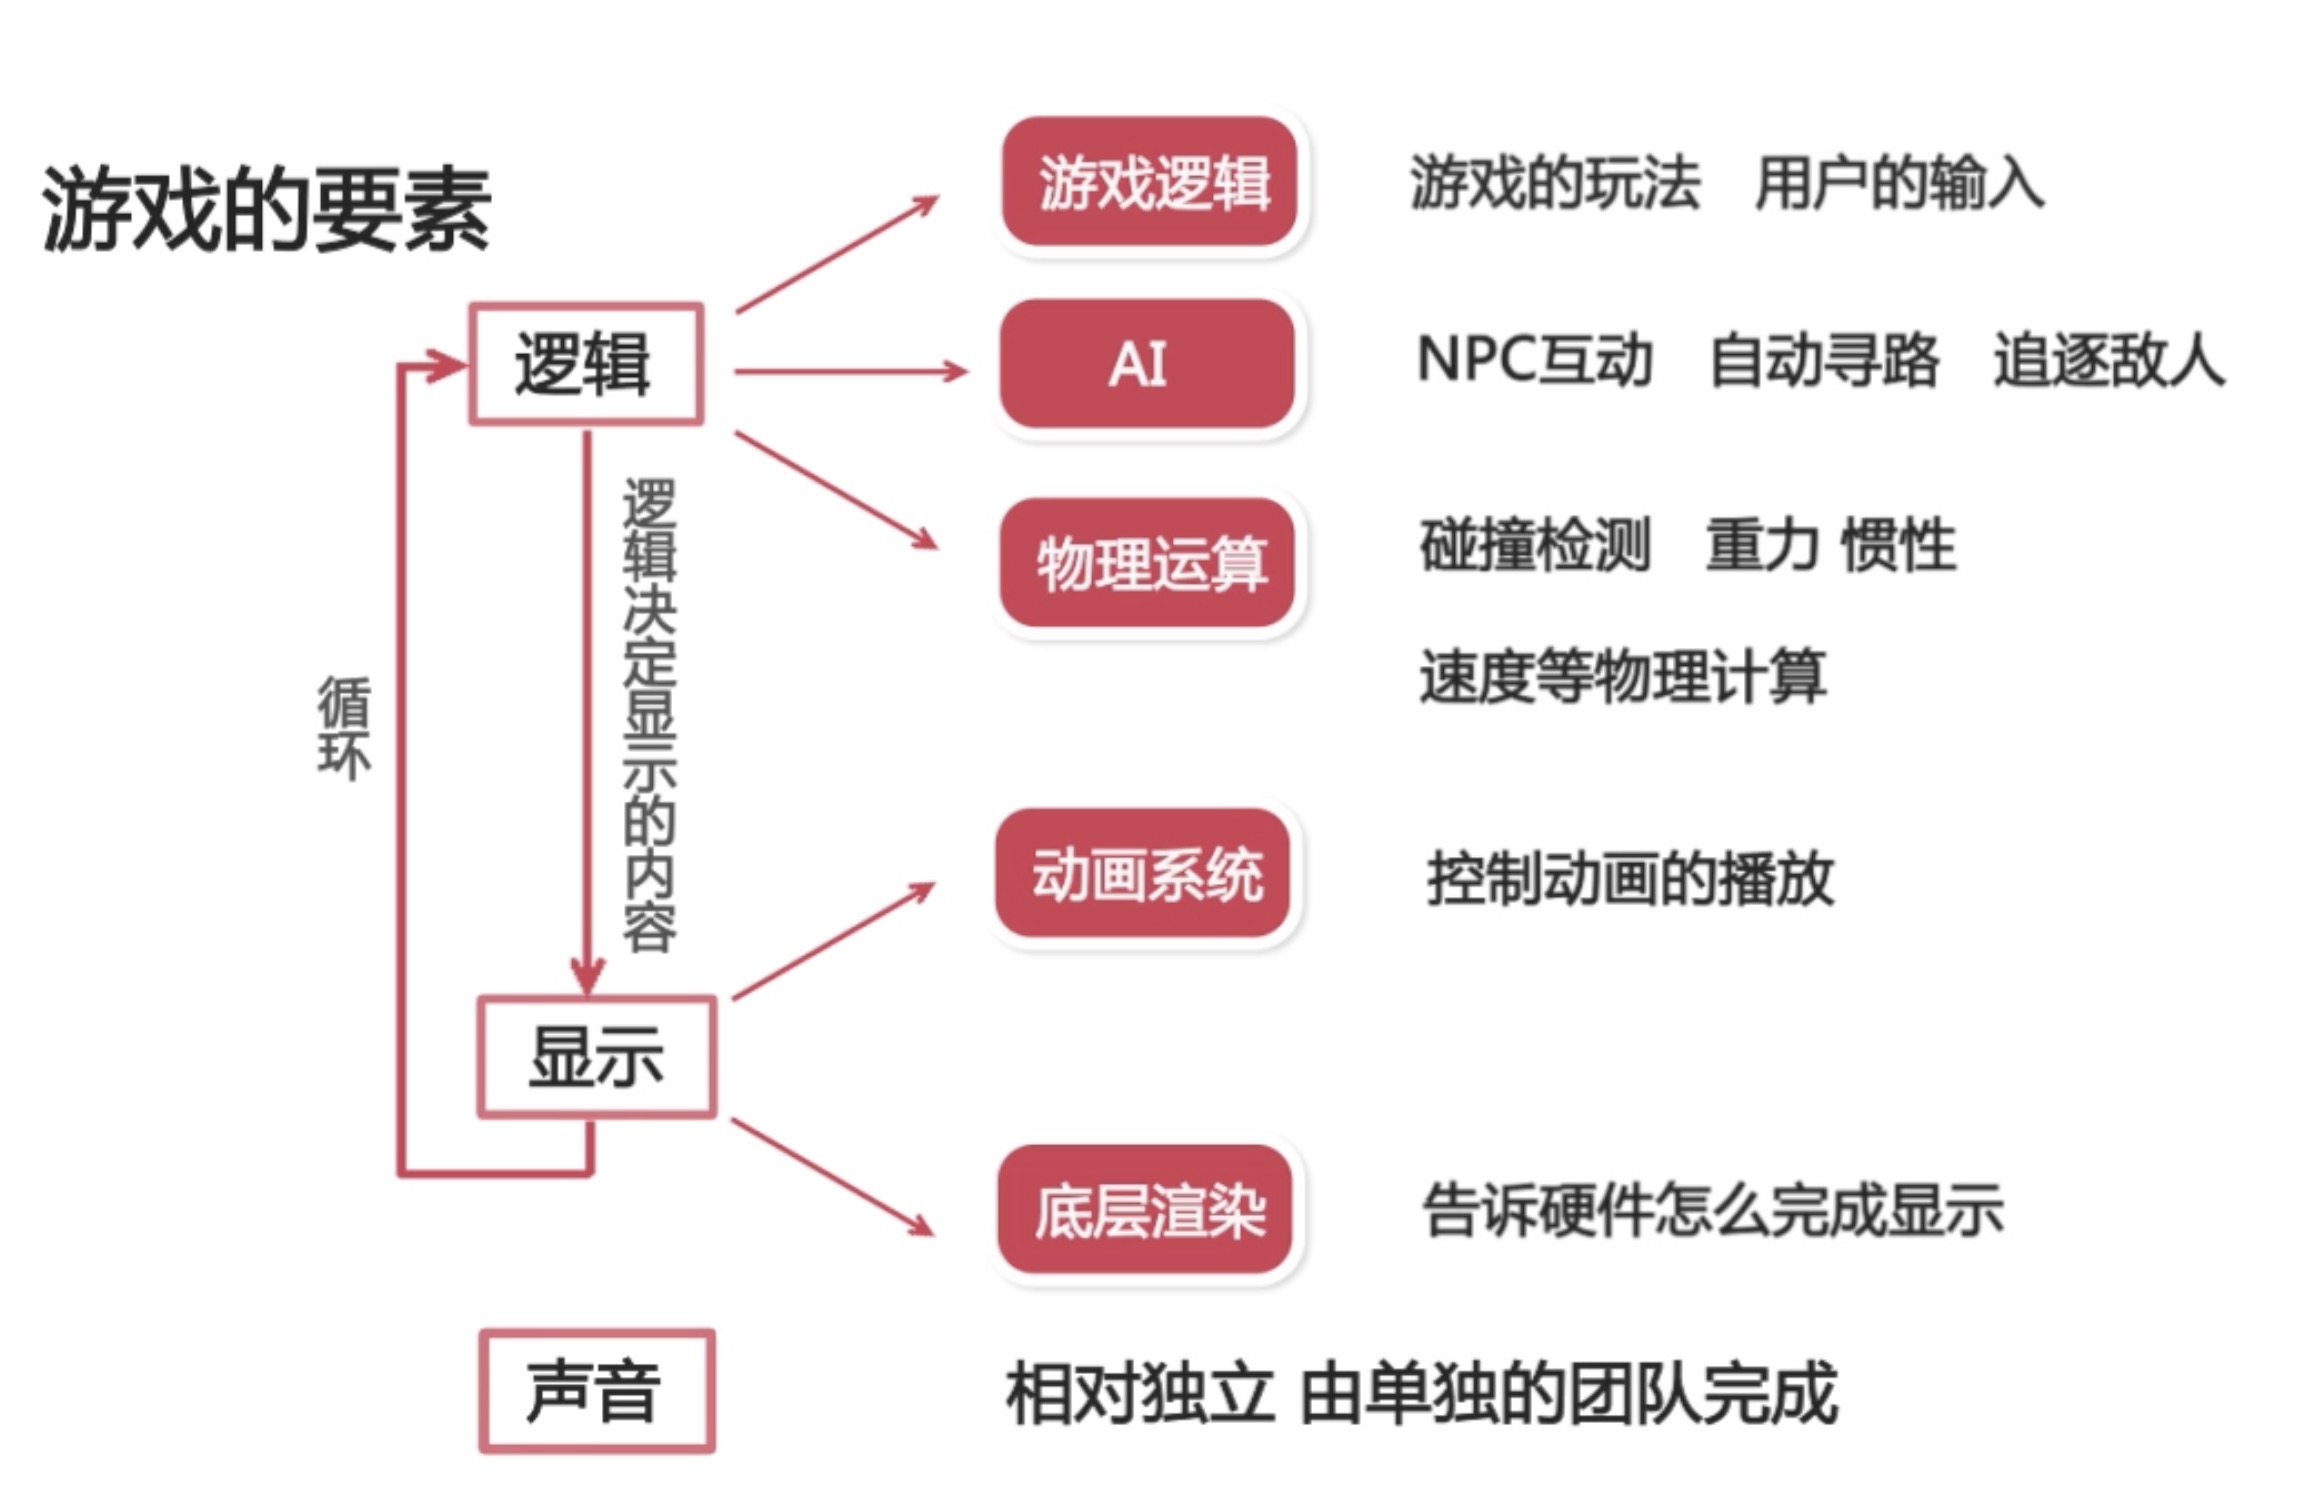 游戏的要素
游戏逻辑 游戏的玩法 用户的输入
逻辑 AI NPC互动 自动寻路 追逐敌人
物理运算 碰撞检测 重力 惯性
速度等物理计算
逻辑决定显示的内容
循环
动画系统 控制动画的播放
显示
底层渲染 告诉硬件怎么完成显示
声音 相对独立 由单独的团队完成